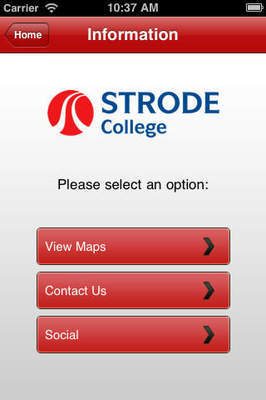 Carrier 10:37 AM
Home Information
STRODE
College
Please select an option:
View Maps
Contact Us
Social